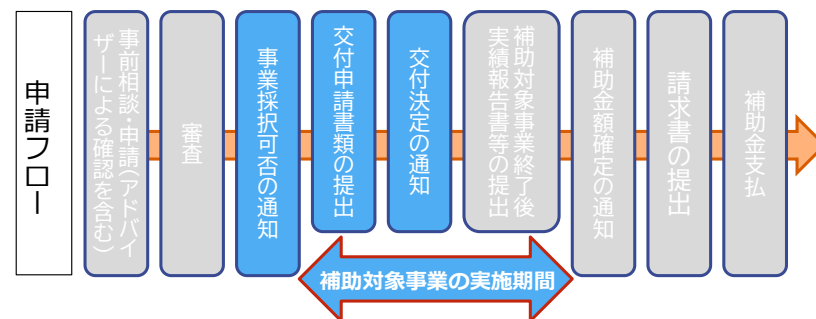 申請フロー
事前相談・申請(アドバイ
ザーによる確認を含む)
審査
事業採択可否の通知
交付申請書類の提出
交付決定の通知
補助対象事業終了後
実績報告書等の提出
補助金額確定の通知
請求書の提出
補助金支払
補助対象事業の実施期間